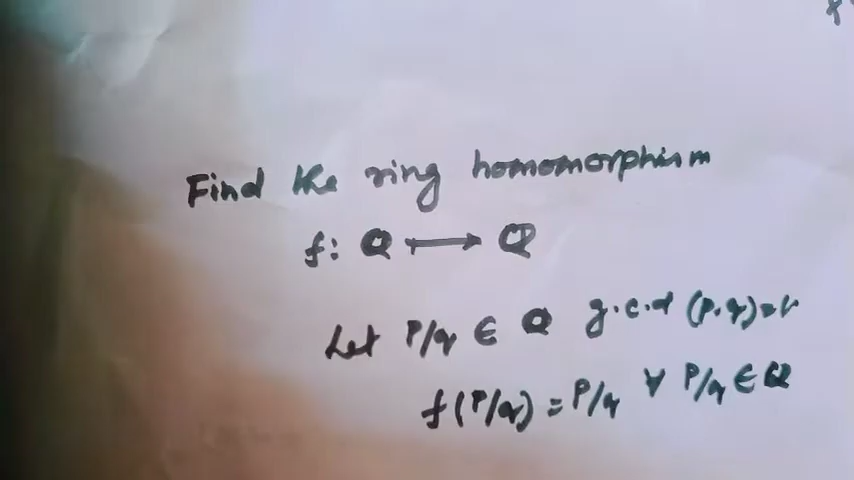 Find the ring homomorphism
f: Q ⟼ Q
Let P/q ∈ Q g.c.d (p.q)=1
f(P/q) = P/q ∀ P/q ∈ Q